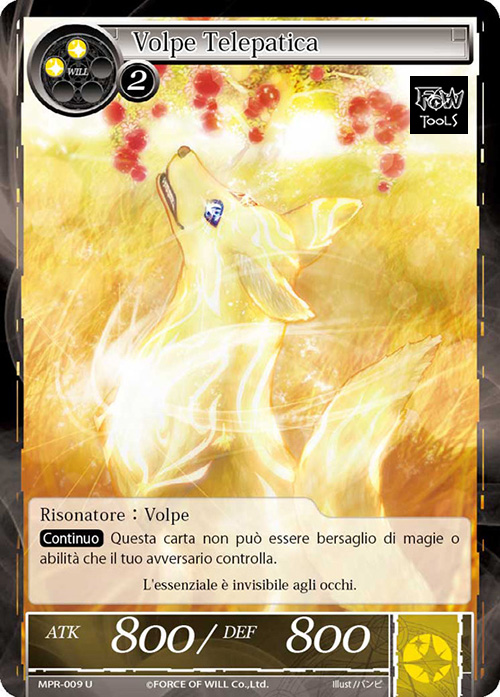 Volpe Telepatica
WILL
2
FoW
TOOLS
Risonatore : Volpe
Continuo Questa carta non può essere bersaglio di magie o
abilità che il tuo avversario controlla.
L'essenziale è invisibile agli occhi.
ATK 800 / DEF 800
MPR-009 U ©FORCE OF WILL Co.,Ltd. Illust / バンビ